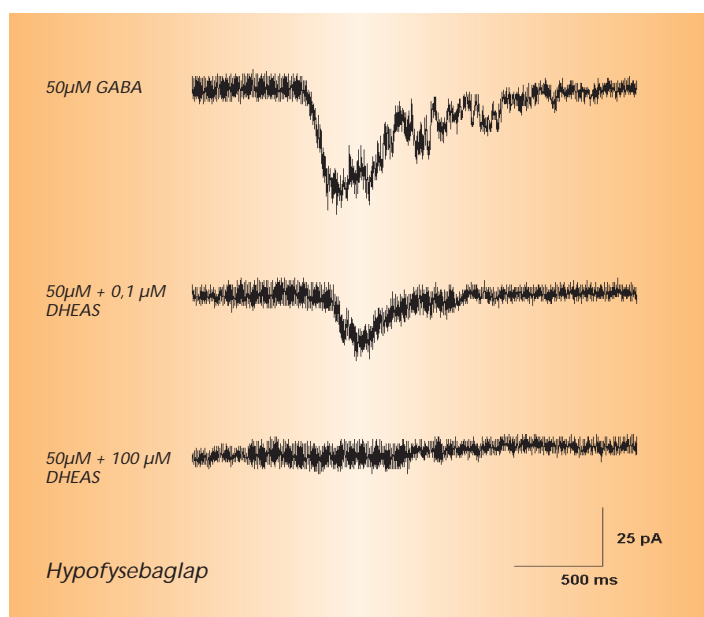 50µM GABA
50µM + 0,1 µM
DHEAS
50µM + 100 µM
DHEAS
25 pA
500 ms
Hypofysebaglap